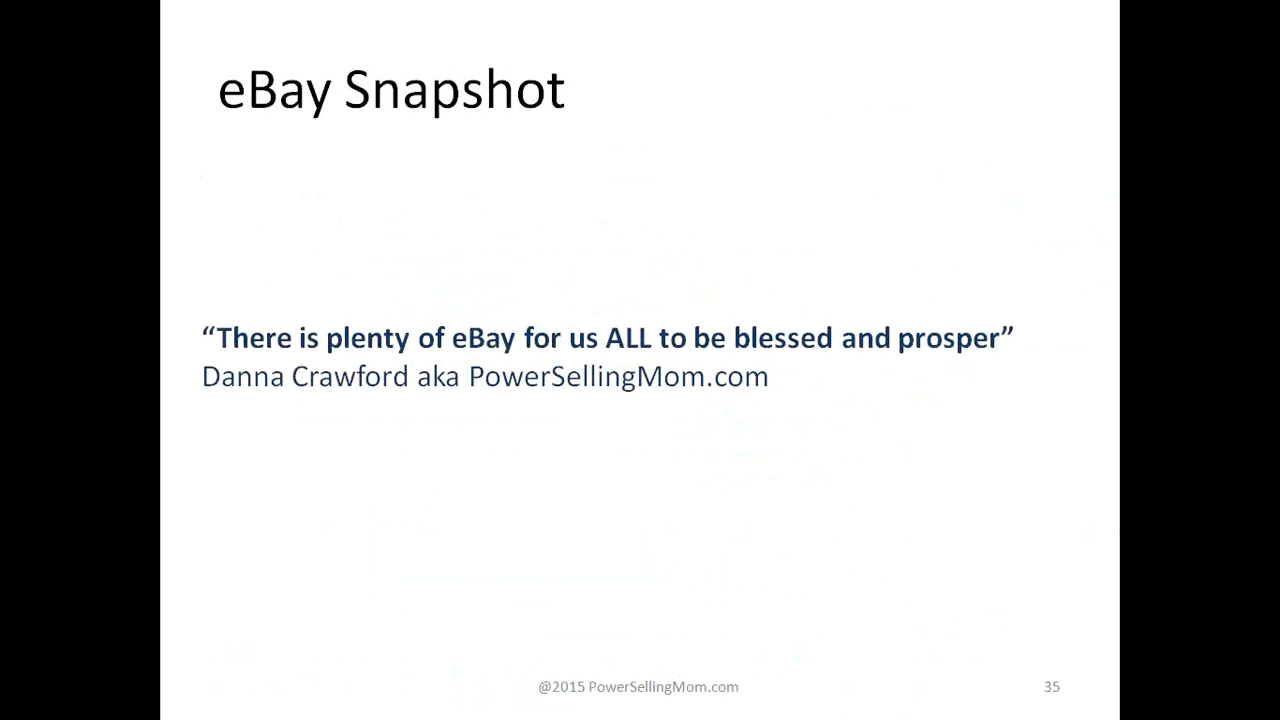 eBay Snapshot
“There is plenty of eBay for us ALL to be blessed and prosper”
Danna Crawford aka PowerSellingMom.com
@2015 PowerSellingMom.com
35